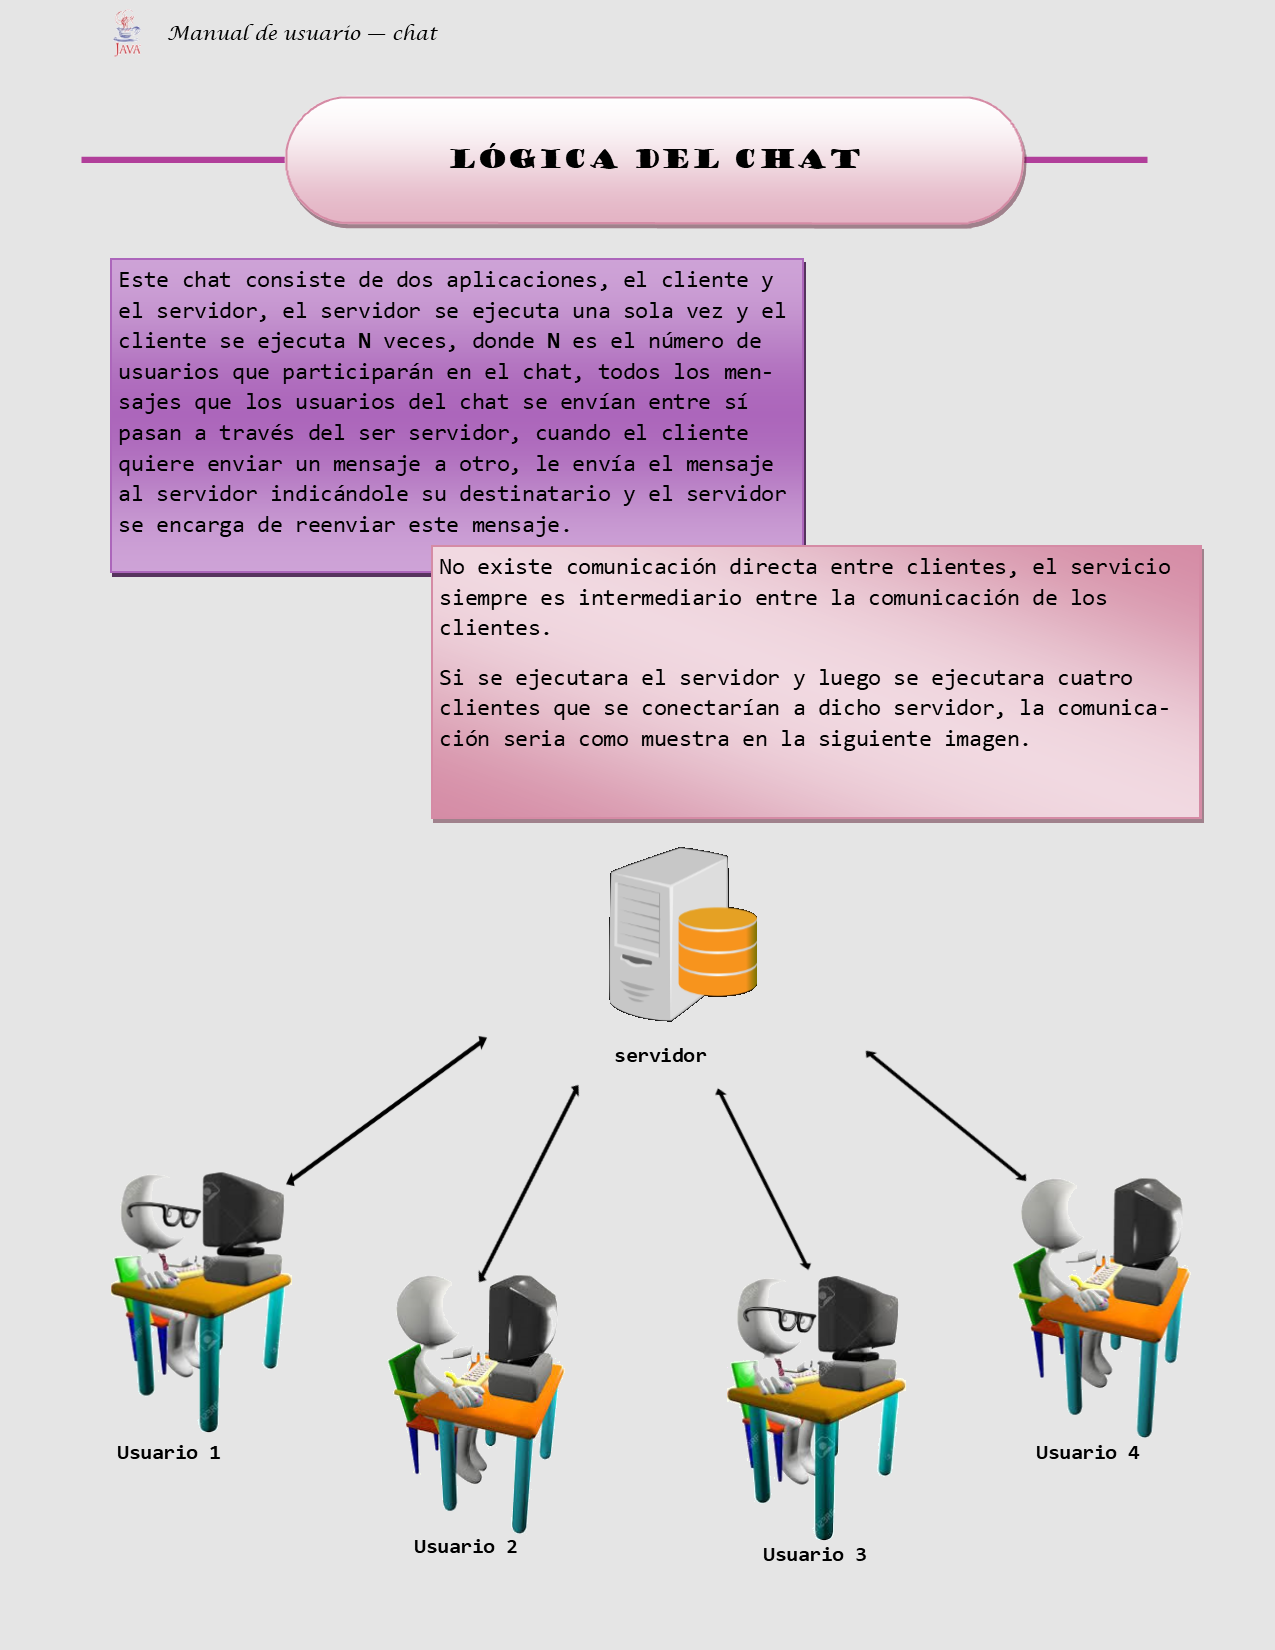 JAVA
Manual de usuario — chat
LÓGICA DEL CHAT
Este chat consiste de dos aplicaciones, el cliente y
el servidor, el servidor se ejecuta una sola vez y el
cliente se ejecuta N veces, donde N es el número de
usuarios que participarán en el chat, todos los men-
sajes que los usuarios del chat se envían entre sí
pasan a través del ser servidor, cuando el cliente
quiere enviar un mensaje a otro, le envía el mensaje
al servidor indicándole su destinatario y el servidor
se encarga de reenviar este mensaje.
No existe comunicación directa entre clientes, el servicio
siempre es intermediario entre la comunicación de los
clientes.
Si se ejecutara el servidor y luego se ejecutara cuatro
clientes que se conectarían a dicho servidor, la comunica-
ción seria como muestra en la siguiente imagen.
servidor
Usuario 1
Usuario 2
Usuario 3
Usuario 4